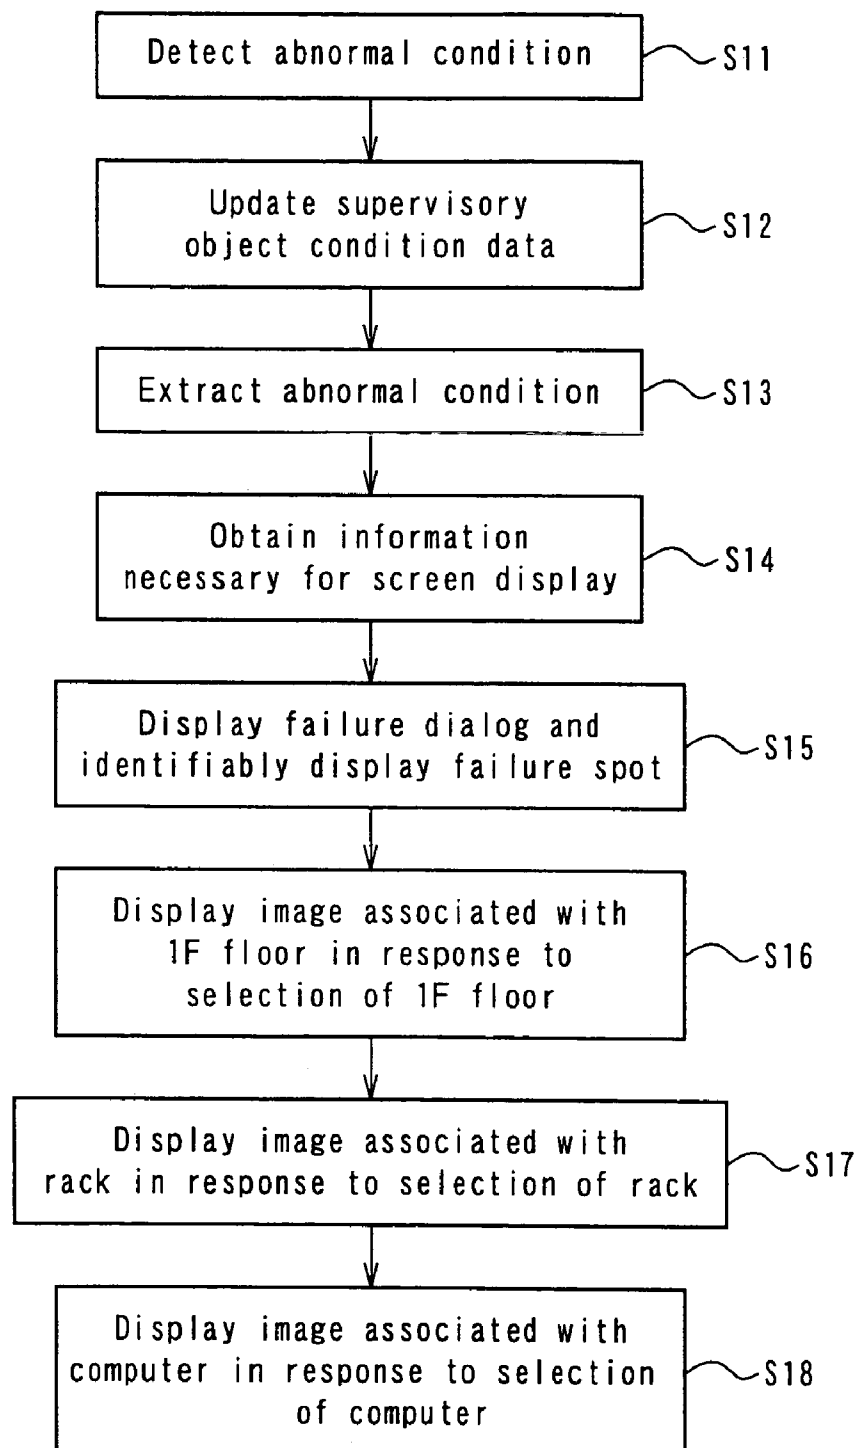 Detect abnormal condition
S11
Update supervisory
object condition data
S12
Extract abnormal condition
S13
Obtain information
necessary for screen display
S14
Display failure dialog and
identifiably display failure spot
S15
Display image associated with
1F floor in response to
selection of 1F floor
S16
Display image associated with
rack in response to selection of rack
S17
Display image associated with
computer in response to selection
of computer
S18